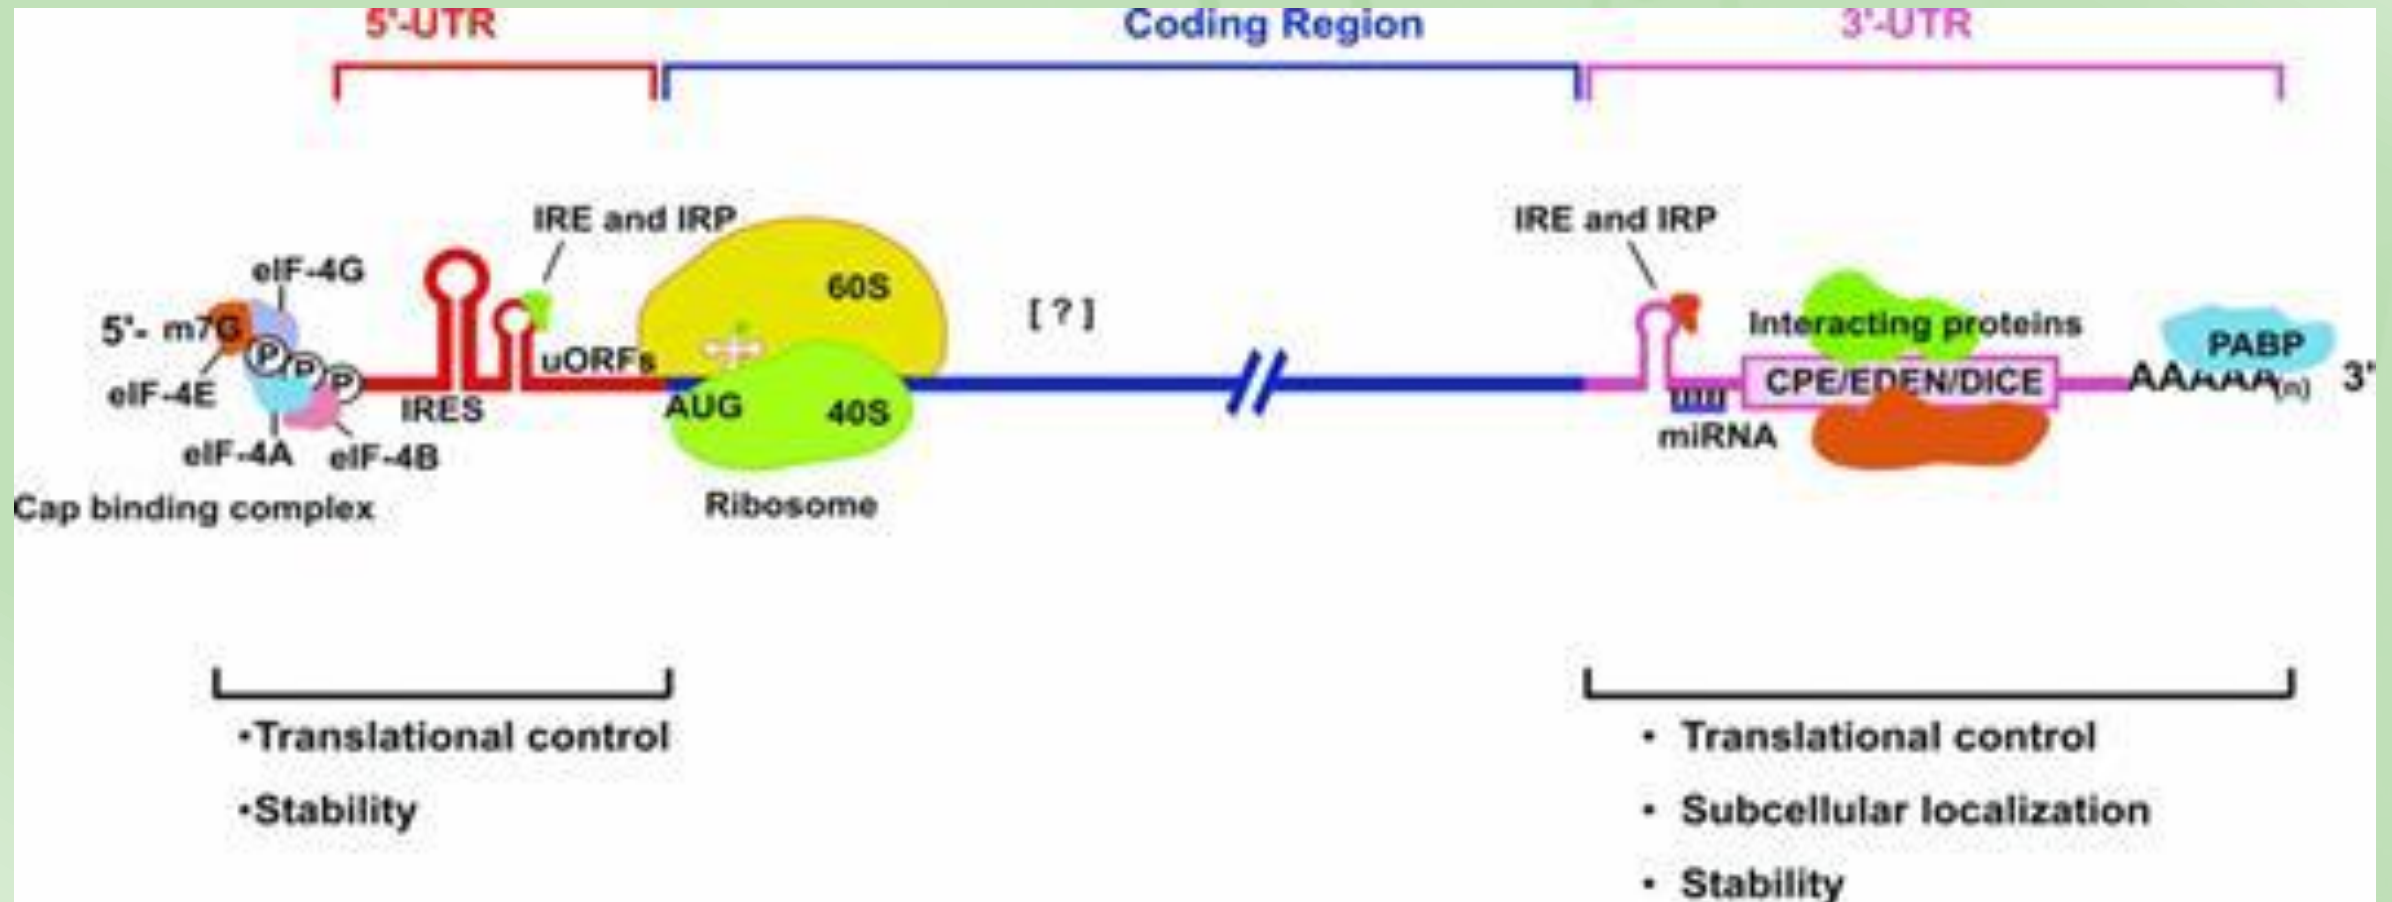 5'-UTR
Coding Region
3'-UTR
IRE and IRP
IRE and IRP
eIF-4G
60S
[ ? ]
5'- m7G
Interacting proteins
PABP
P P P
uORFs
eIF-4E
IRES
AUG
40S
CPE/EDEN/DICE
AAAAA(n) 3'
miRNA
eIF-4A
eIF-4B
Cap binding complex
Ribosome
•Translational control
•Stability
• Translational control
• Subcellular localization
• Stability